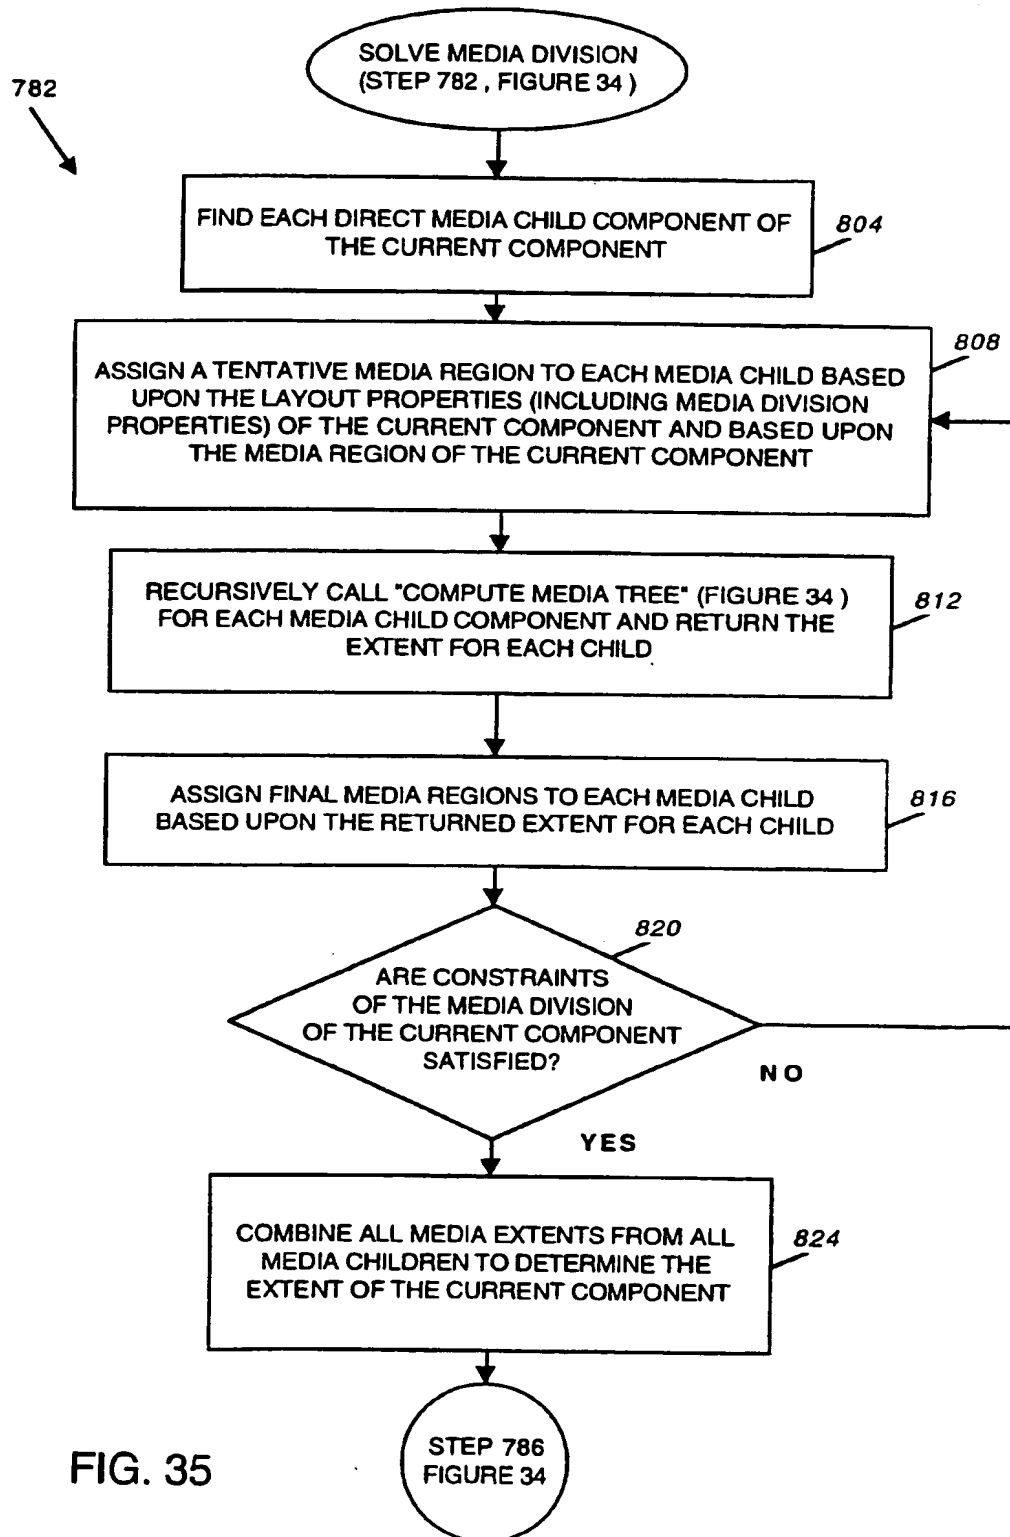 SOLVE MEDIA DIVISION
(STEP 782 , FIGURE 34 )
782
FIND EACH DIRECT MEDIA CHILD COMPONENT OF
THE CURRENT COMPONENT
804
ASSIGN A TENTATIVE MEDIA REGION TO EACH MEDIA CHILD BASED
UPON THE LAYOUT PROPERTIES (INCLUDING MEDIA DIVISION
PROPERTIES) OF THE CURRENT COMPONENT AND BASED UPON
THE MEDIA REGION OF THE CURRENT COMPONENT
808
RECURSIVELY CALL "COMPUTE MEDIA TREE" (FIGURE 34 )
FOR EACH MEDIA CHILD COMPONENT AND RETURN THE
EXTENT FOR EACH CHILD
812
ASSIGN FINAL MEDIA REGIONS TO EACH MEDIA CHILD
BASED UPON THE RETURNED EXTENT FOR EACH CHILD
816
820
ARE CONSTRAINTS
OF THE MEDIA DIVISION
OF THE CURRENT COMPONENT
SATISFIED?
NO
YES
COMBINE ALL MEDIA EXTENTS FROM ALL
MEDIA CHILDREN TO DETERMINE THE
EXTENT OF THE CURRENT COMPONENT
824
STEP 786
FIGURE 34
FIG. 35